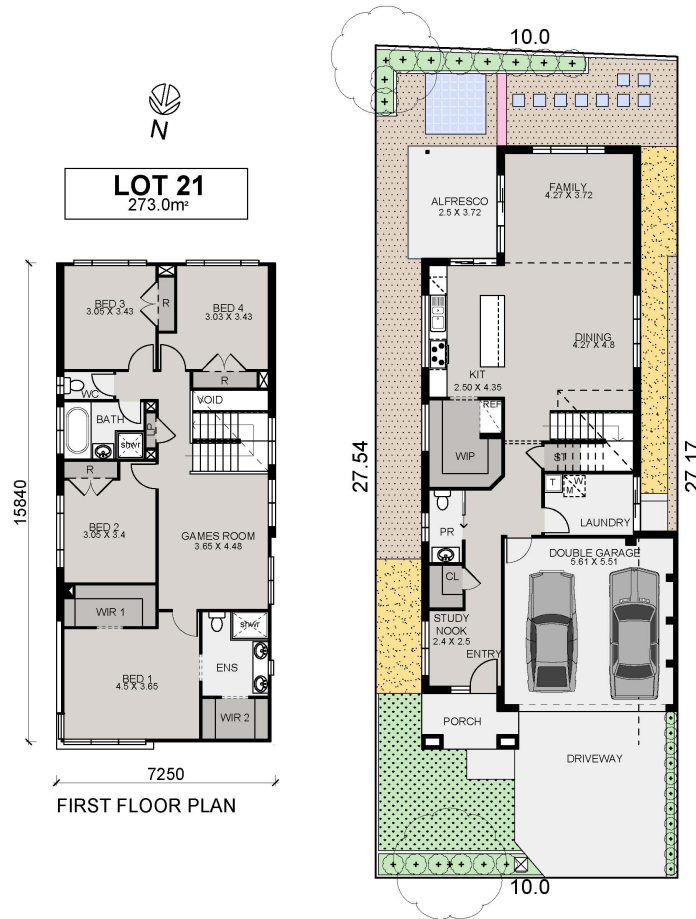 N
LOT 21
273.0m²
BED 3
3.05 X 3.43
R
BED 4
3.03 X 3.43
R
WC
VOID
BATH
LP
shwr
R
BED 2
3.05 X 3.4
GAMES ROOM
3.65 X 4.48
WIR 1
shwr
ENS
BED 1
4.5 X 3.65
WIR 2
15840
7250
FIRST FLOOR PLAN
10.0
ALFRESCO
2.5 X 3.72
FAMILY
4.27 X 3.72
DINING
4.27 X 4.8
KIT
2.50 X 4.35
REF
WIP
ST
T
W
M
LAUNDRY
PR
DOUBLE GARAGE
5.61 X 5.51
CL
STUDY
NOOK
2.4 X 2.5
ENTRY
PORCH
DRIVEWAY
27.54
27.17
10.0